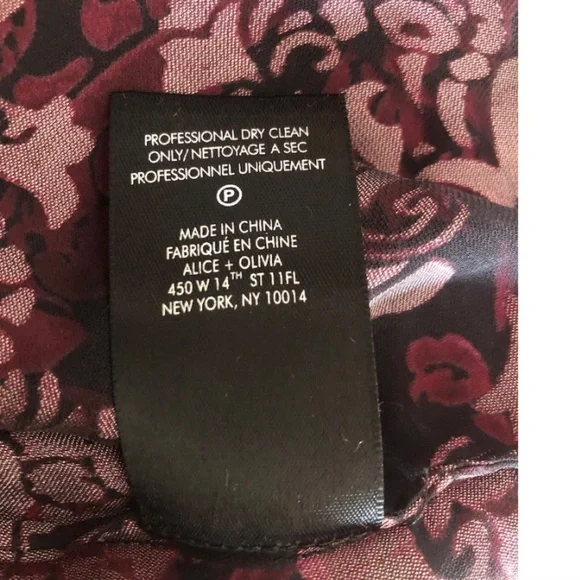 PROFESSIONAL DRY CLEAN
ONLY/NETTOYAGE A SEC
PROFESSIONNEL UNIQUEMENT
P
MADE IN CHINA
FABRIQUÉ EN CHINE
ALICE + OLIVIA
450 W 14TH ST 11FL
NEW YORK, NY 10014